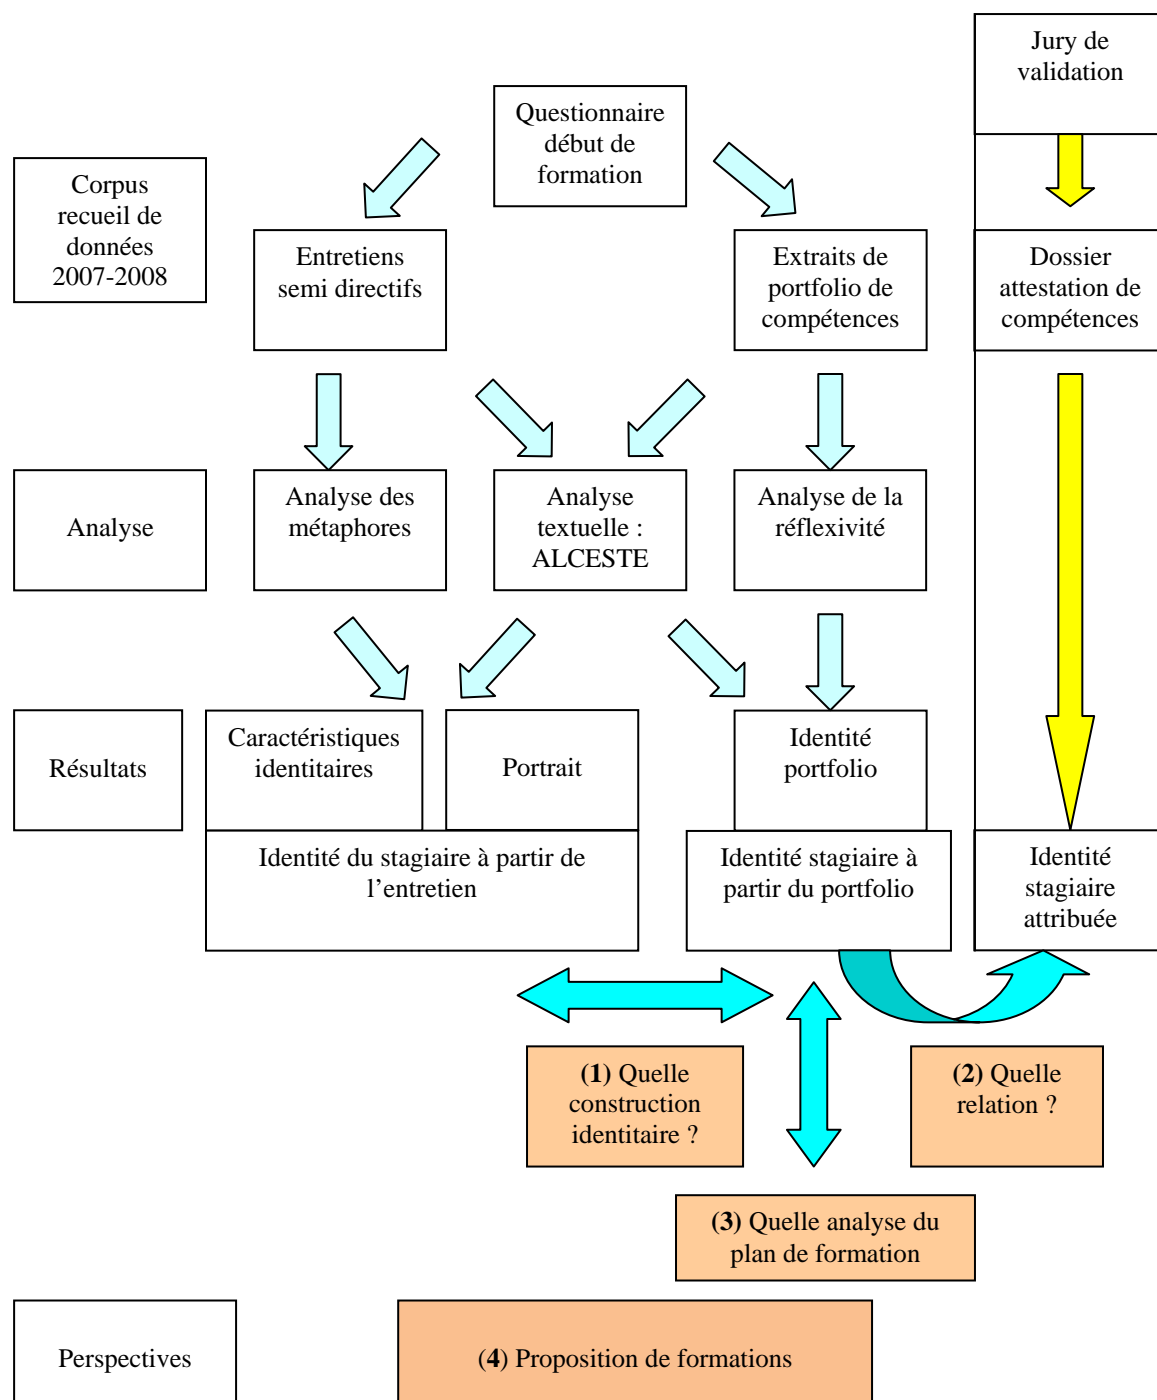 Jury de
validation
Questionnaire
début de
formation
Corpus
recueil de
données
2007-2008
Entretiens
semi directifs
Extraits de
portfolio de
compétences
Dossier
attestation de
compétences
Analyse
Analyse des
métaphores
Analyse
textuelle :
ALCESTE
Analyse de la
réflexivité
Résultats
Caractéristiques
identitaires
Portrait
Identité
portfolio
Identité du stagiaire à partir de
l’entretien
Identité stagiaire à
partir du portfolio
Identité
stagiaire
attribuée
(1) Quelle
construction
identitaire ?
(2) Quelle
relation ?
(3) Quelle analyse du
plan de formation
Perspectives
(4) Proposition de formations